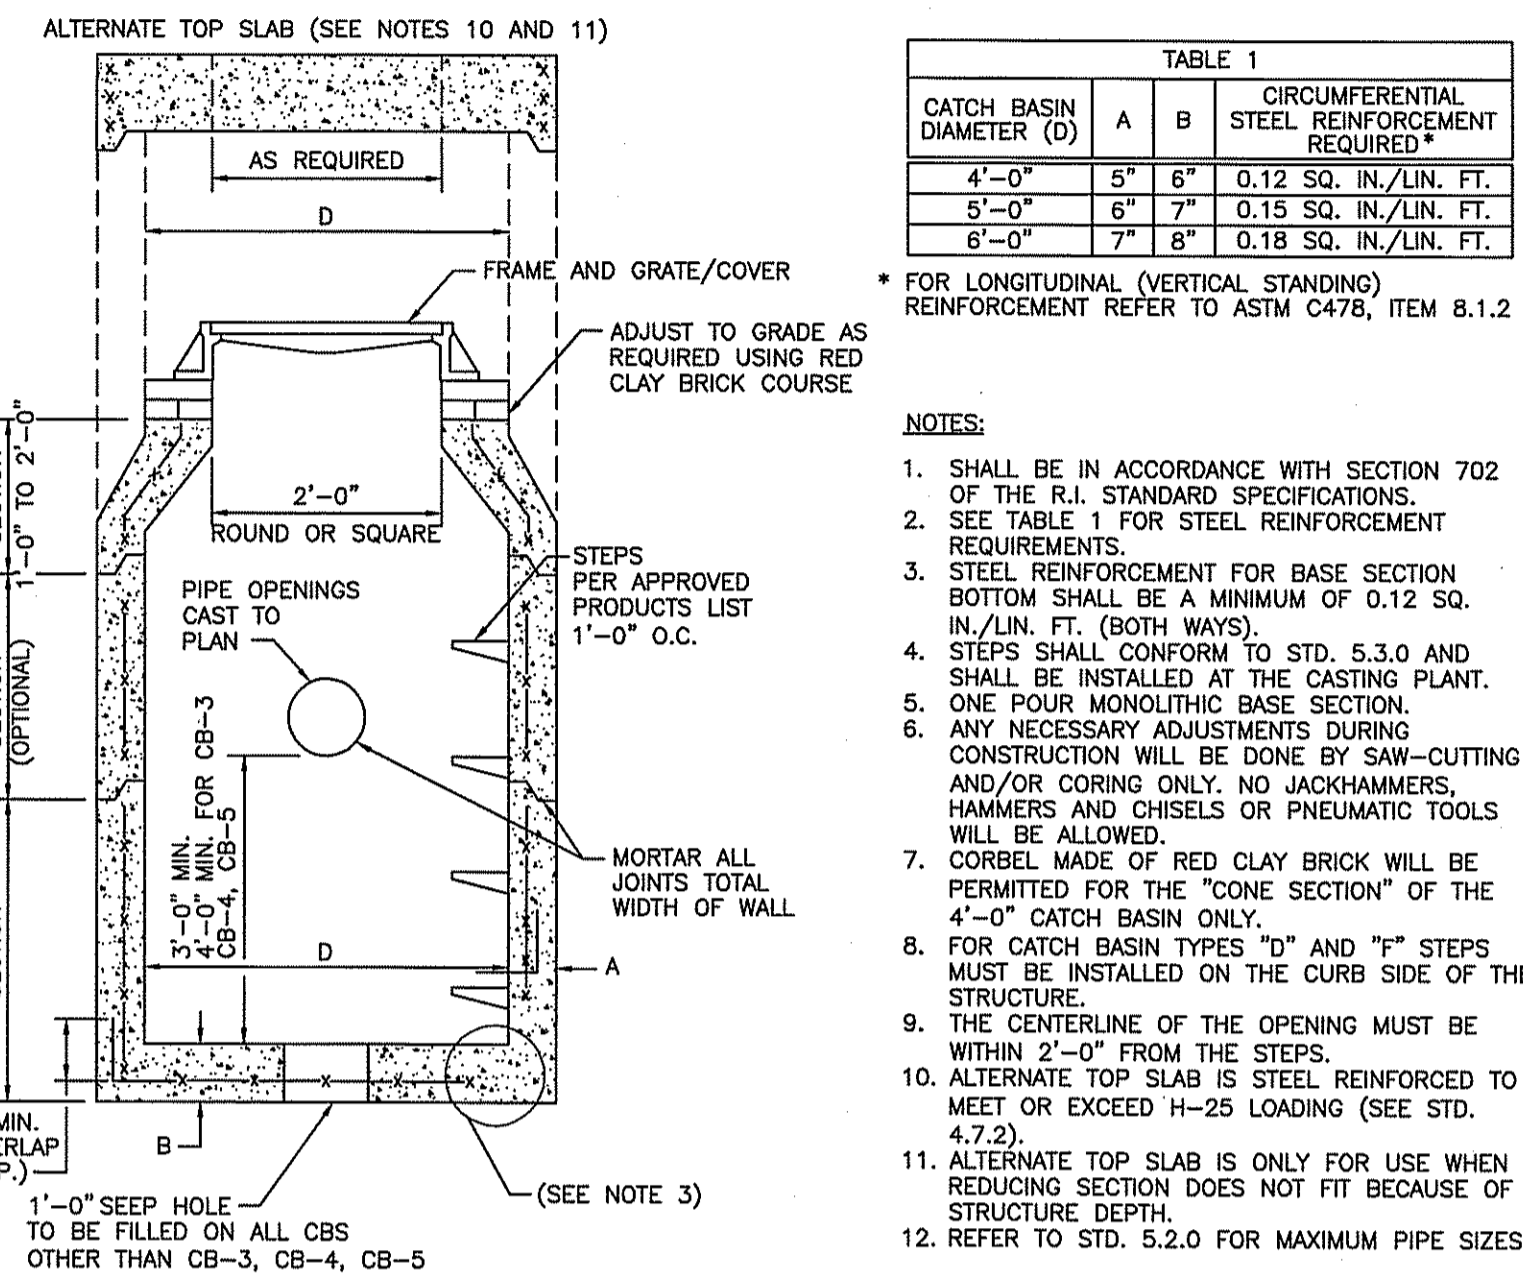 ALTERNATE TOP SLAB (SEE NOTES 10 AND 11)
AS REQUIRED
D
FRAME AND GRATE/COVER
ADJUST TO GRADE AS
REQUIRED USING RED
CLAY BRICK COURSE
1'-0" TO 2'-0"
2'-0"
ROUND OR SQUARE
STEPS
PER APPROVED
PRODUCTS LIST
1'-0" O.C.
PIPE OPENINGS
CAST TO
PLAN
(OPTIONAL)
3'-0" MIN.
4'-0" MIN. FOR CB-3
CB-4, CB-5
MORTAR ALL
JOINTS TOTAL
WIDTH OF WALL
D
A
MIN.
B
(SEE NOTE 3)
1'-0" SEEP HOLE
TO BE FILLED ON ALL CBS
OTHER THAN CB-3, CB-4, CB-5
TABLE 1
CATCH BASIN
DIAMETER (D)
A
B
CIRCUMFERENTIAL
STEEL REINFORCEMENT
REQUIRED*
4'-0" 5" 6" 0.12 SQ. IN./LIN. FT.
5'-0" 6" 7" 0.15 SQ. IN./LIN. FT.
6'-0" 7" 8" 0.18 SQ. IN./LIN. FT.
* FOR LONGITUDINAL (VERTICAL STANDING)
REINFORCEMENT REFER TO ASTM C478, ITEM 8.1.2
NOTES:
1. SHALL BE IN ACCORDANCE WITH SECTION 702
OF THE R.I. STANDARD SPECIFICATIONS.
2. SEE TABLE 1 FOR STEEL REINFORCEMENT
REQUIREMENTS.
3. STEEL REINFORCEMENT FOR BASE SECTION
BOTTOM SHALL BE A MINIMUM OF 0.12 SQ.
IN./LIN. FT. (BOTH WAYS).
4. STEPS SHALL CONFORM TO STD. 5.3.0 AND
SHALL BE INSTALLED AT THE CASTING PLANT.
5. ONE POUR MONOLITHIC BASE SECTION.
6. ANY NECESSARY ADJUSTMENTS DURING
CONSTRUCTION WILL BE DONE BY SAW-CUTTING
AND/OR CORING ONLY. NO JACKHAMMERS,
HAMMERS AND CHISELS OR PNEUMATIC TOOLS
WILL BE ALLOWED.
7. CORBEL MADE OF RED CLAY BRICK WILL BE
PERMITTED FOR THE "CONE SECTION" OF THE
4'-0" CATCH BASIN ONLY.
8. FOR CATCH BASIN TYPES "D" AND "F" STEPS
MUST BE INSTALLED ON THE CURB SIDE OF TH
STRUCTURE.
9. THE CENTERLINE OF THE OPENING MUST BE
WITHIN 2'-0" FROM THE STEPS.
10. ALTERNATE TOP SLAB IS STEEL REINFORCED TO
MEET OR EXCEED H-25 LOADING (SEE STD.
4.7.2).
11. ALTERNATE TOP SLAB IS ONLY FOR USE WHEN
REDUCING SECTION DOES NOT FIT BECAUSE OF
STRUCTURE DEPTH.
12. REFER TO STD. 5.2.0 FOR MAXIMUM PIPE SIZES